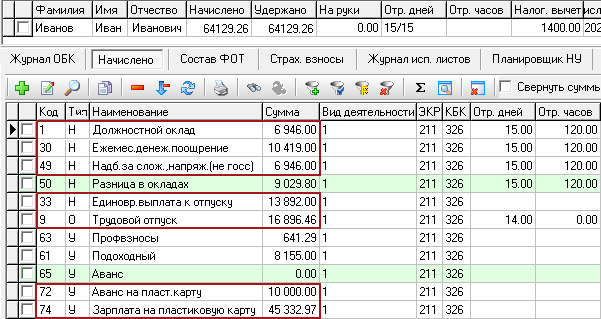 Фамилия Имя Отчество Начислено Удержано На руки Отр. дней Отр. часов Налог. вычет
Иванов Иван Иванович 64129.26 64129.26 0.00 15/15 1400.00 202
Журнал ОБК Начислено Состав ФОТ Страх. взносы Журнал исп. листов Планировщик НУ
Σ Свернуть суммы
Код Тип Наименование Сумма Вид деятельности ЭКР КБК Отр. дней Отр. часов
1 Н Должностной оклад 6 946.00 1 211 326 15.00 120.00
30 Н Ежемес.денеж.поощрение 10 419.00 1 211 326 15.00 120.00
49 Н Надб.за слож.,напряж.(не госс) 6 946.00 1 211 326 15.00 120.00
50 Н Разница в окладах 9 029.80 1 211 326 15.00 120.00
33 Н Единовр.выплата к отпуску 13 892.00 1 211 326
9 О Трудовой отпуск 16 896.46 1 211 326 14.00 0.00
63 У Профвзносы 641.29 1 211 326
61 У Подоходный 8 155.00 1 211 326
65 У Аванс 0.00 1 211 326
72 У Аванс на пласт.карту 10 000.00 1 211 326
74 У Зарплата на пластиковую карту 45 332.97 1 211 326